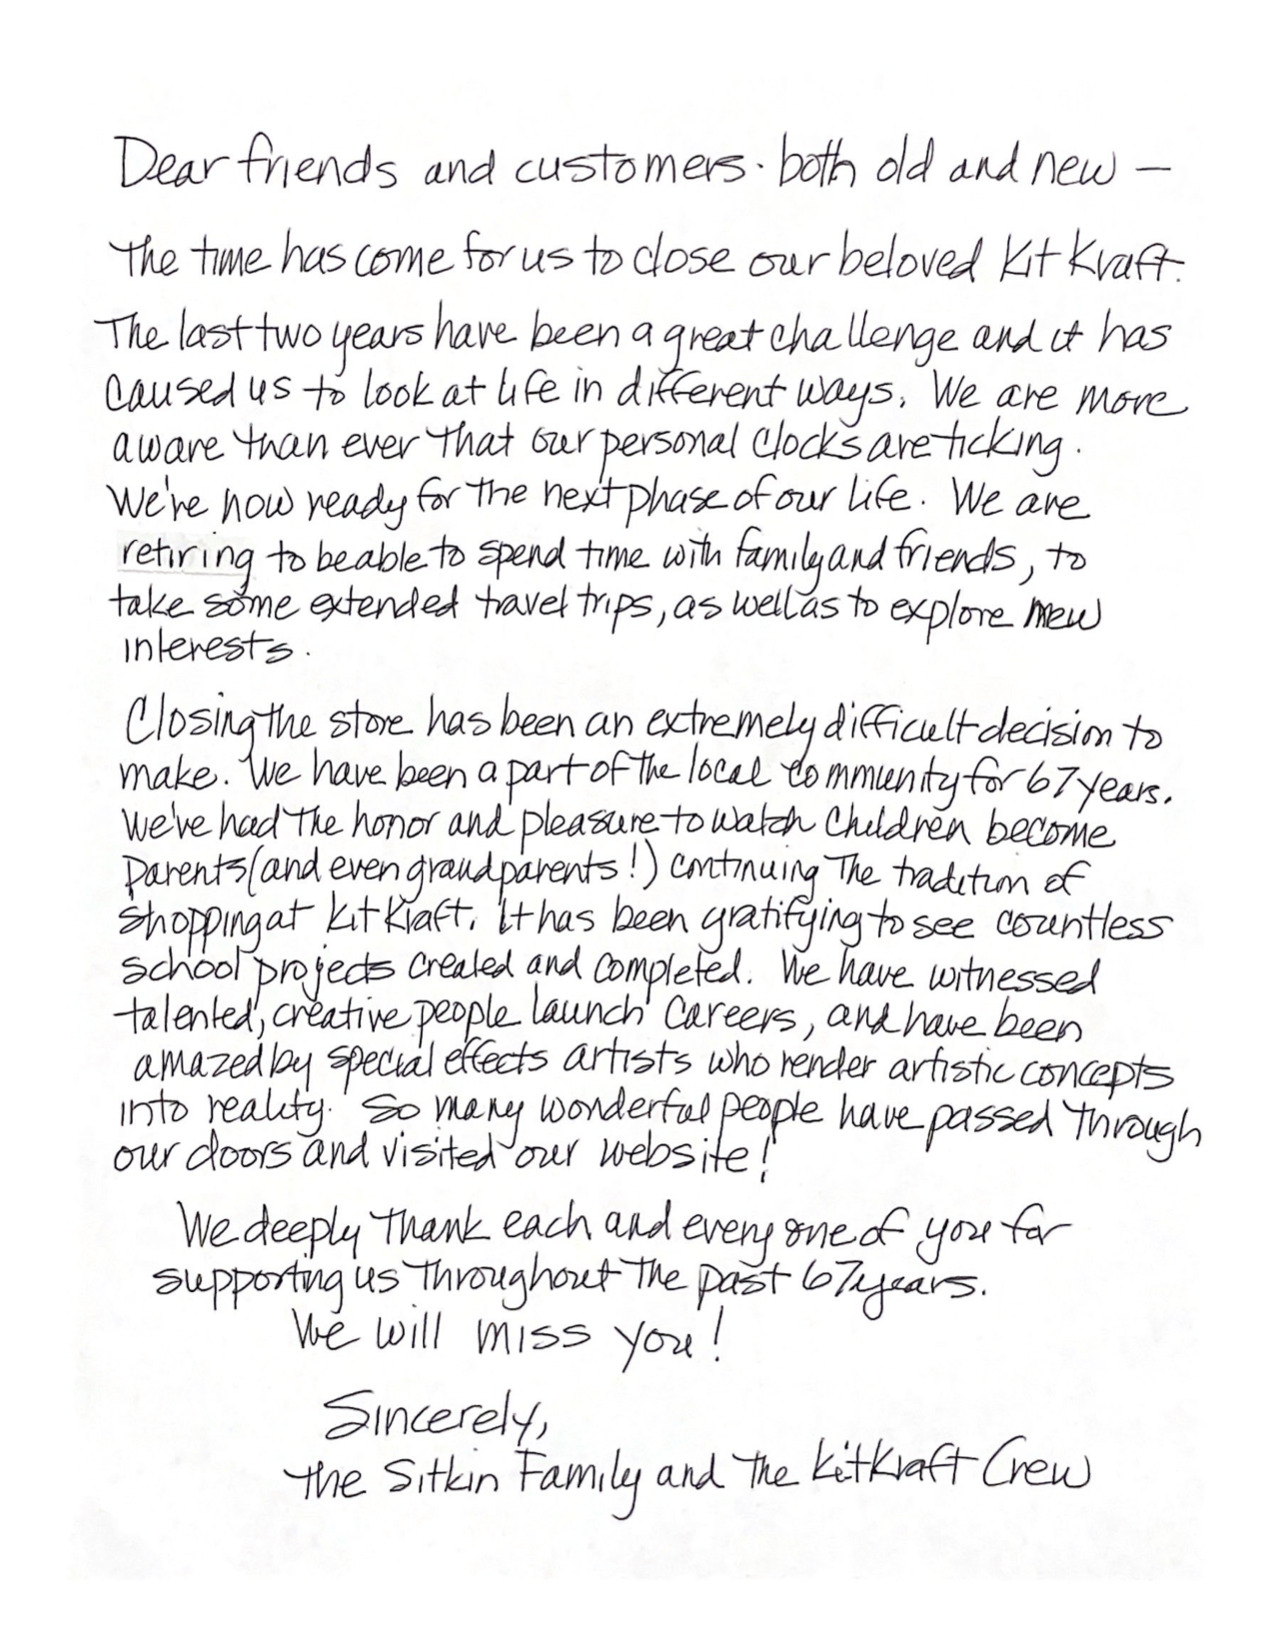 Dear friends and customers. both old and new —
The time has come for us to close our beloved Kit Kraft.
The last two years have been a great challenge and it has
caused us to look at life in different ways. We are more
aware than ever that our personal clocks are ticking.
We're now ready for the next phase of our life. We are
retiring to be able to spend time with family and friends, to
take some extended travel trips, as well as to explore new
interests.
Closing the store has been an extremely difficult decision to
make. We have been a part of the local community for 67 years.
We've had the honor and pleasure to watch children become
parents (and even grandparents!) continuing the tradition of
shopping at Kit Kraft. It has been gratifying to see countless
school projects created and completed. We have witnessed
talented, creative people launch careers, and have been
amazed by special effects artists who render artistic concepts
into reality. So many wonderful people have passed through
our doors and visited our website!
We deeply thank each and every one of you for
supporting us throughout the past 67 years.
We will miss you!
Sincerely,
The Sitkin Family and the Kit Kraft Crew